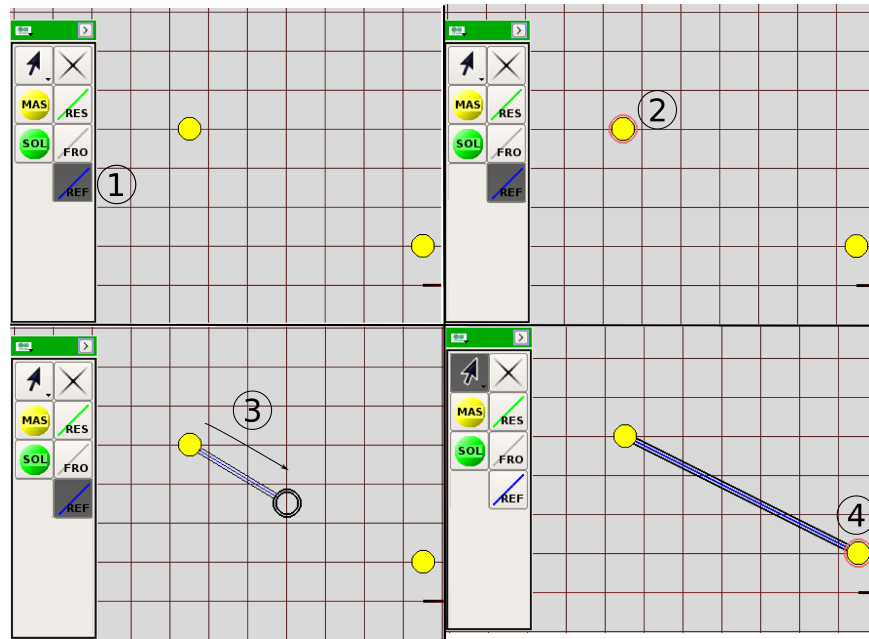 MAS RES
SOL FRO
REF 1
2
MAS RES
SOL FRO
REF
3
MAS RES
SOL FRO
REF
MAS RES
SOL FRO
REF
4